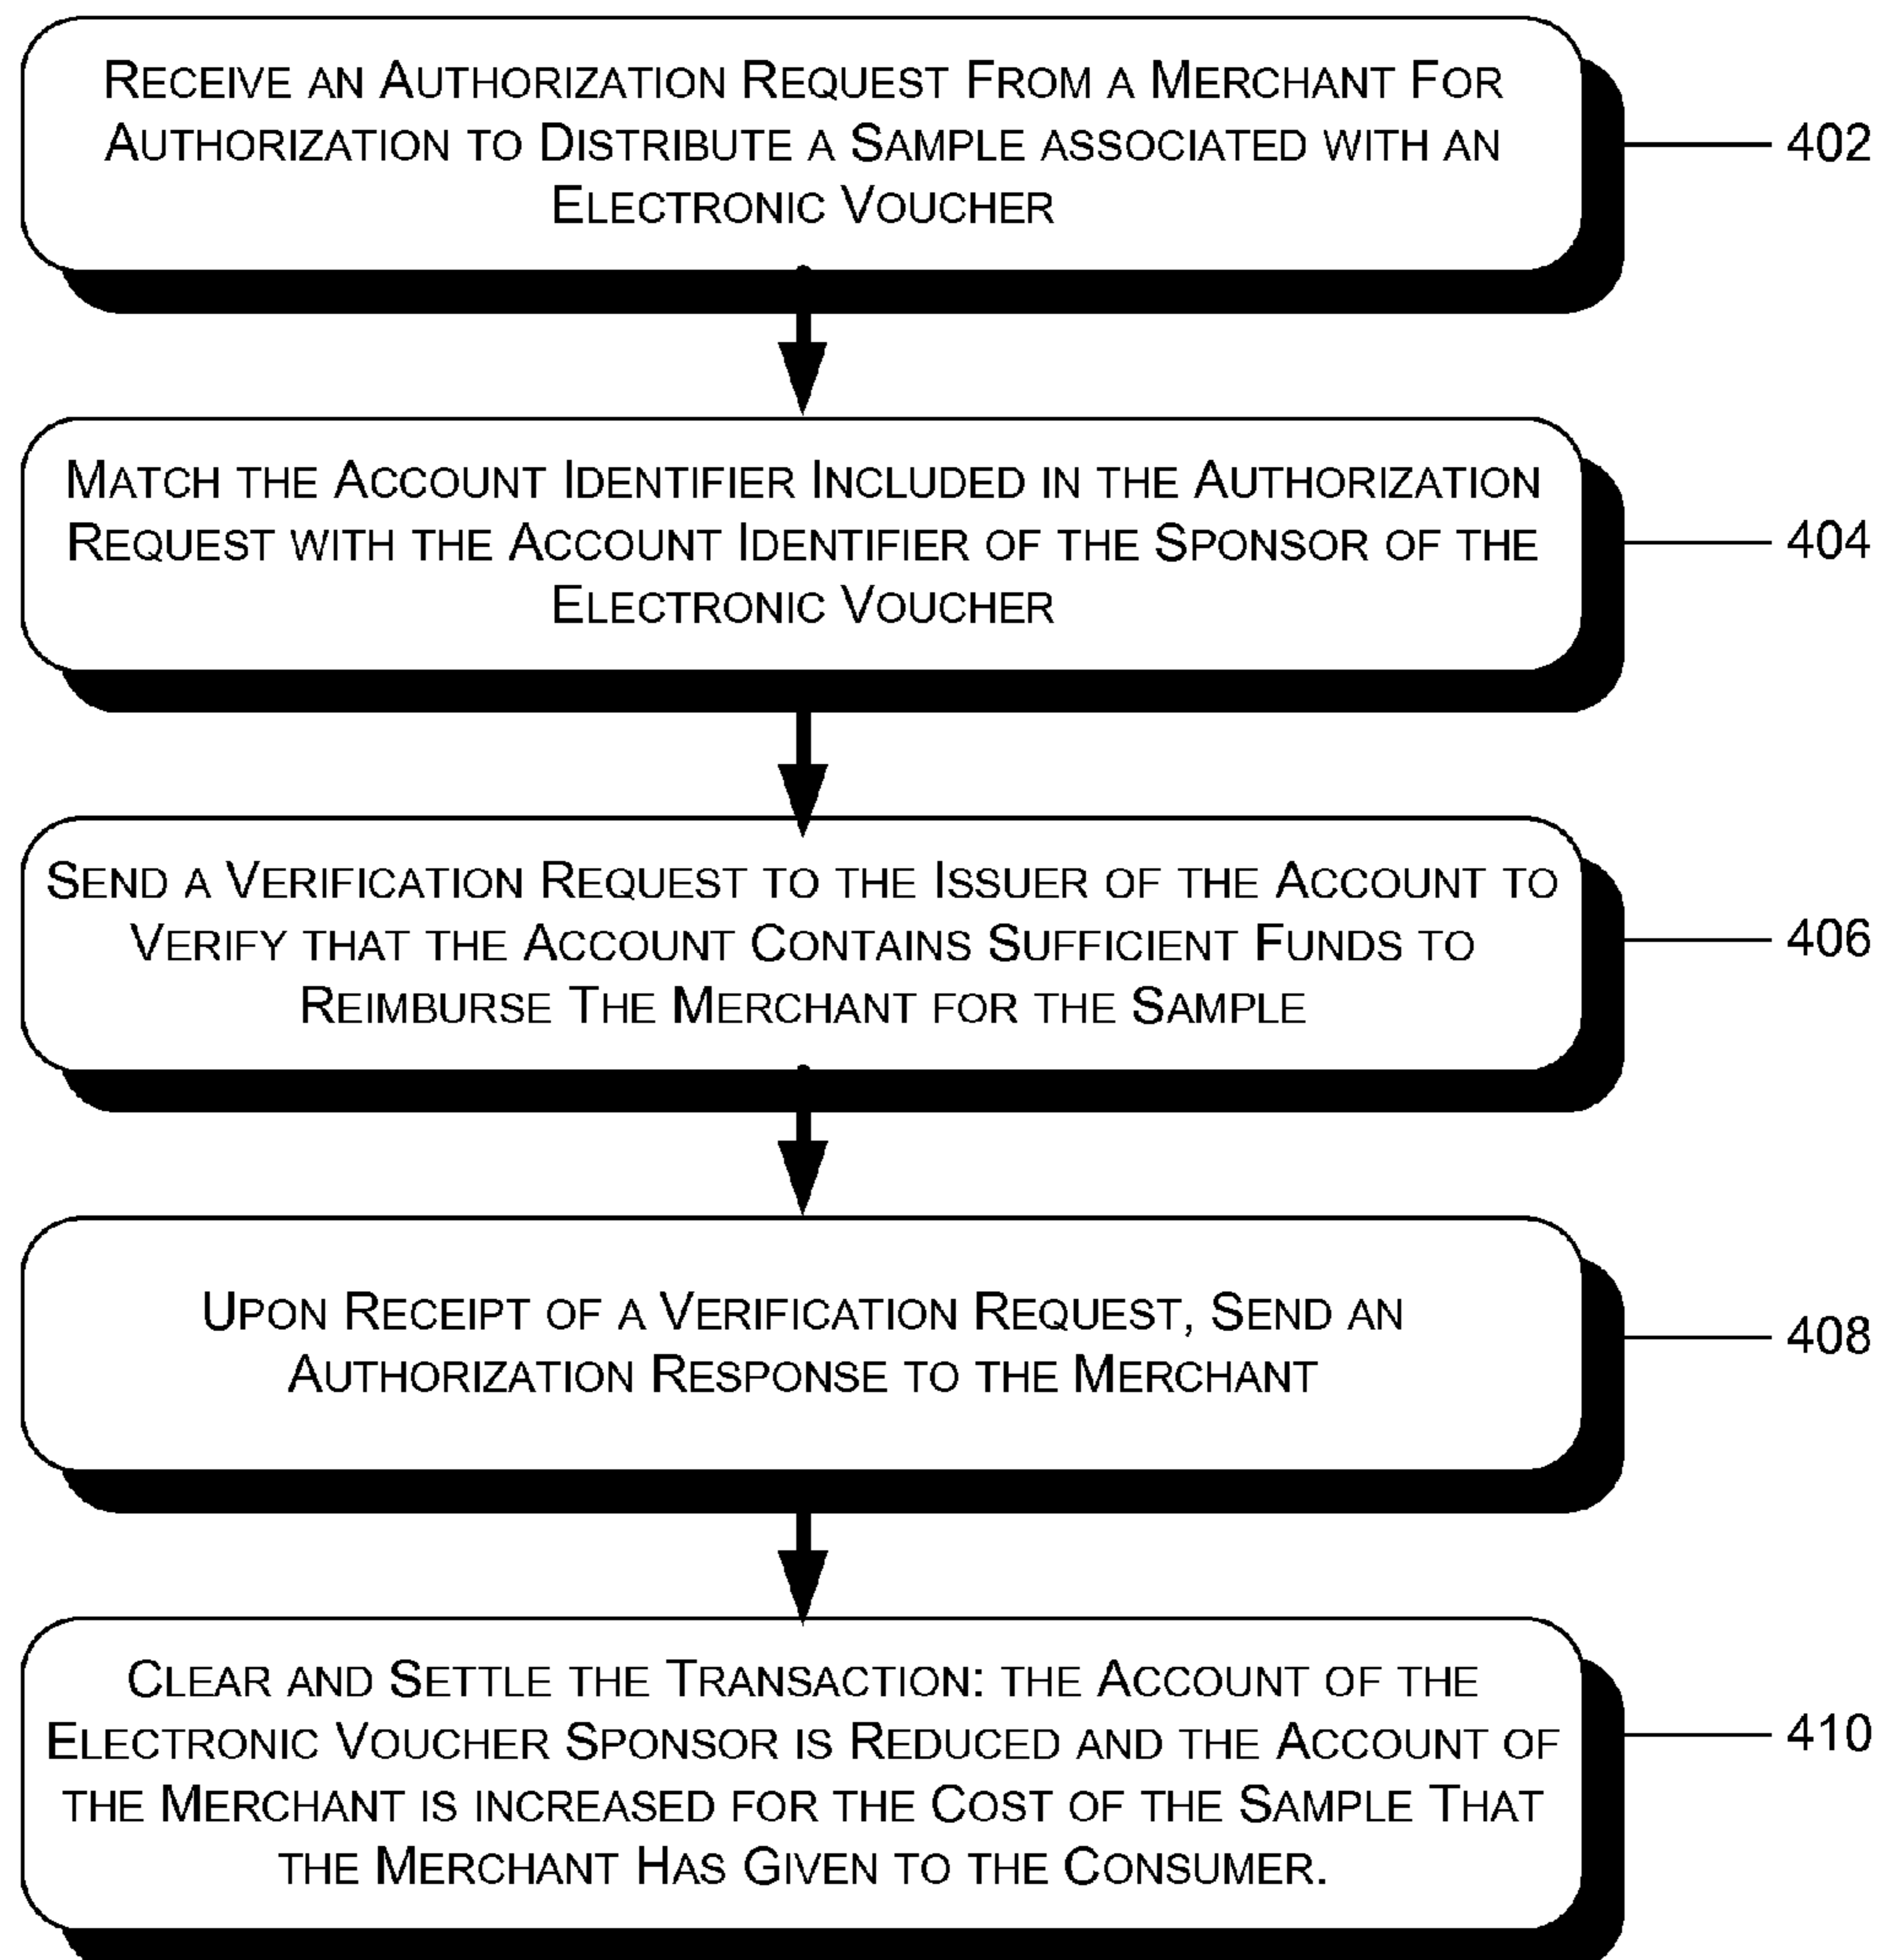 RECEIVE AN AUTHORIZATION REQUEST FROM A MERCHANT FOR
AUTHORIZATION TO DISTRIBUTE A SAMPLE ASSOCIATED WITH AN
ELECTRONIC VOUCHER
402
MATCH THE ACCOUNT IDENTIFIER INCLUDED IN THE AUTHORIZATION
REQUEST WITH THE ACCOUNT IDENTIFIER OF THE SPONSOR OF THE
ELECTRONIC VOUCHER
404
SEND A VERIFICATION REQUEST TO THE ISSUER OF THE ACCOUNT TO
VERIFY THAT THE ACCOUNT CONTAINS SUFFICIENT FUNDS TO
REIMBURSE THE MERCHANT FOR THE SAMPLE
406
UPON RECEIPT OF A VERIFICATION REQUEST, SEND AN
AUTHORIZATION RESPONSE TO THE MERCHANT
408
CLEAR AND SETTLE THE TRANSACTION: THE ACCOUNT OF THE
ELECTRONIC VOUCHER SPONSOR IS REDUCED AND THE ACCOUNT OF
THE MERCHANT IS INCREASED FOR THE COST OF THE SAMPLE THAT
THE MERCHANT HAS GIVEN TO THE CONSUMER.
410